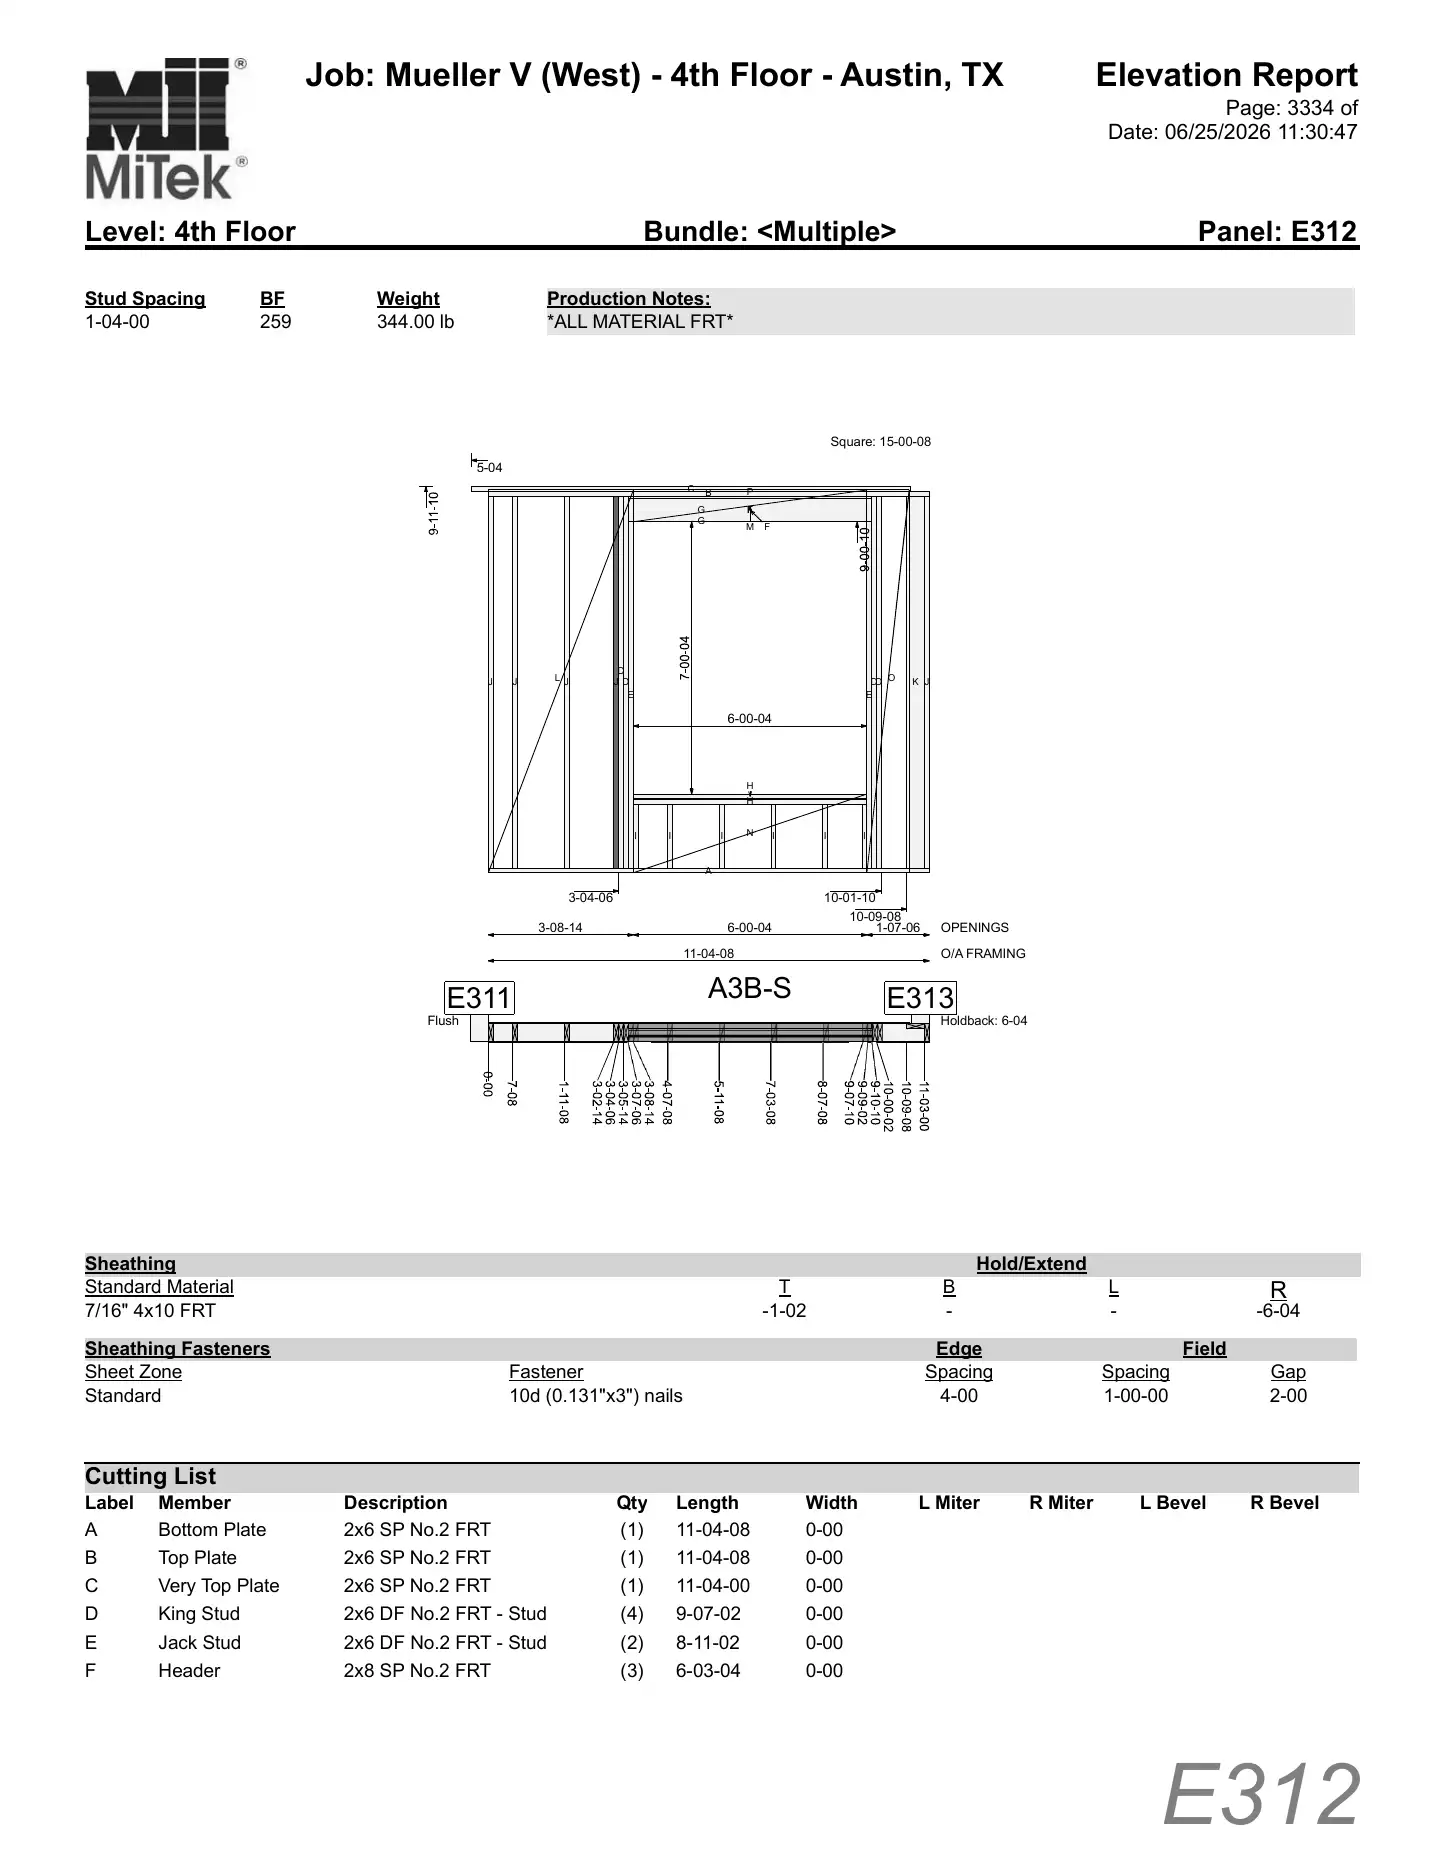 Job: Mueller V (West) - 4th Floor - Austin, TX
Elevation Report
Page: 3334 of
Date: 06/25/2026 11:30:47
MiTek®
Level: 4th Floor Bundle: <Multiple> Panel: E312
Stud Spacing BF Weight Production Notes:
1-04-00 259 344.00 lb *ALL MATERIAL FRT*
Square: 15-00-08
5-04
9-11-10
C B P
G
G M F
9-00-10
7-00-04
L D O
J J J J D D K J
E E
6-00-04
H
H
I I I N I I I
A
3-04-06 10-01-10
10-09-08
3-08-14 6-00-04 1-07-06 OPENINGS
11-04-08 O/A FRAMING
E311 A3B-S E313
Flush Holdback: 6-04
0-00
7-08
1-11-08
3-02-14
3-04-06
3-05-14
3-07-06
3-08-14
4-07-08
5-11-08
7-03-08
8-07-08
9-07-10
9-09-02
9-10-10
10-00-02
10-09-08
11-03-00
Sheathing Hold/Extend
Standard Material T B L R
7/16" 4x10 FRT -1-02 - - -6-04
Sheathing Fasteners Edge Field
Sheet Zone Fastener Spacing Spacing Gap
Standard 10d (0.131"x3") nails 4-00 1-00-00 2-00
Cutting List
Label Member Description Qty Length Width L Miter R Miter L Bevel R Bevel
A Bottom Plate 2x6 SP No.2 FRT (1) 11-04-08 0-00
B Top Plate 2x6 SP No.2 FRT (1) 11-04-08 0-00
C Very Top Plate 2x6 SP No.2 FRT (1) 11-04-00 0-00
D King Stud 2x6 DF No.2 FRT - Stud (4) 9-07-02 0-00
E Jack Stud 2x6 DF No.2 FRT - Stud (2) 8-11-02 0-00
F Header 2x8 SP No.2 FRT (3) 6-03-04 0-00
E312